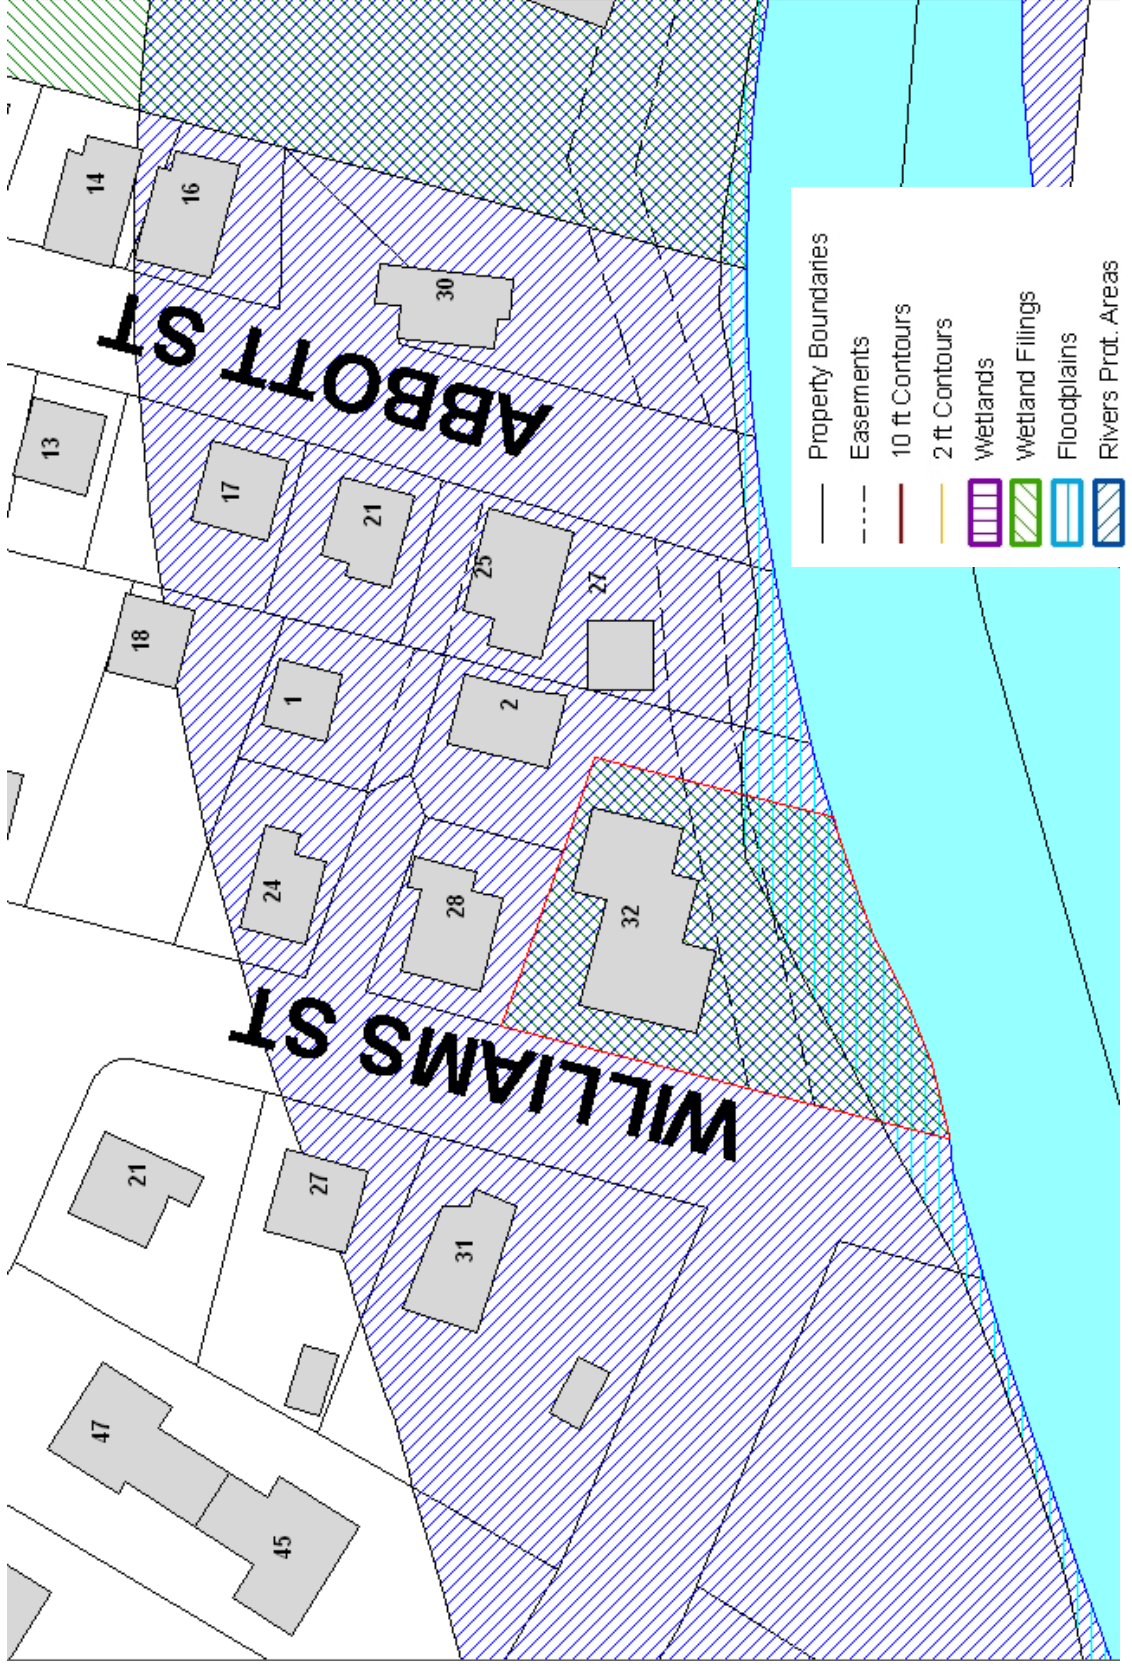 14
16
30
ABBOTT ST
13
17
21
25
27
18
1
2
24
28
32
WILLIAMS ST
21
27
31
47
45
Property Boundaries
Easements
10 ft Contours
2 ft Contours
Wetlands
Wetland Fillings
Floodplains
Rivers Prot. Areas